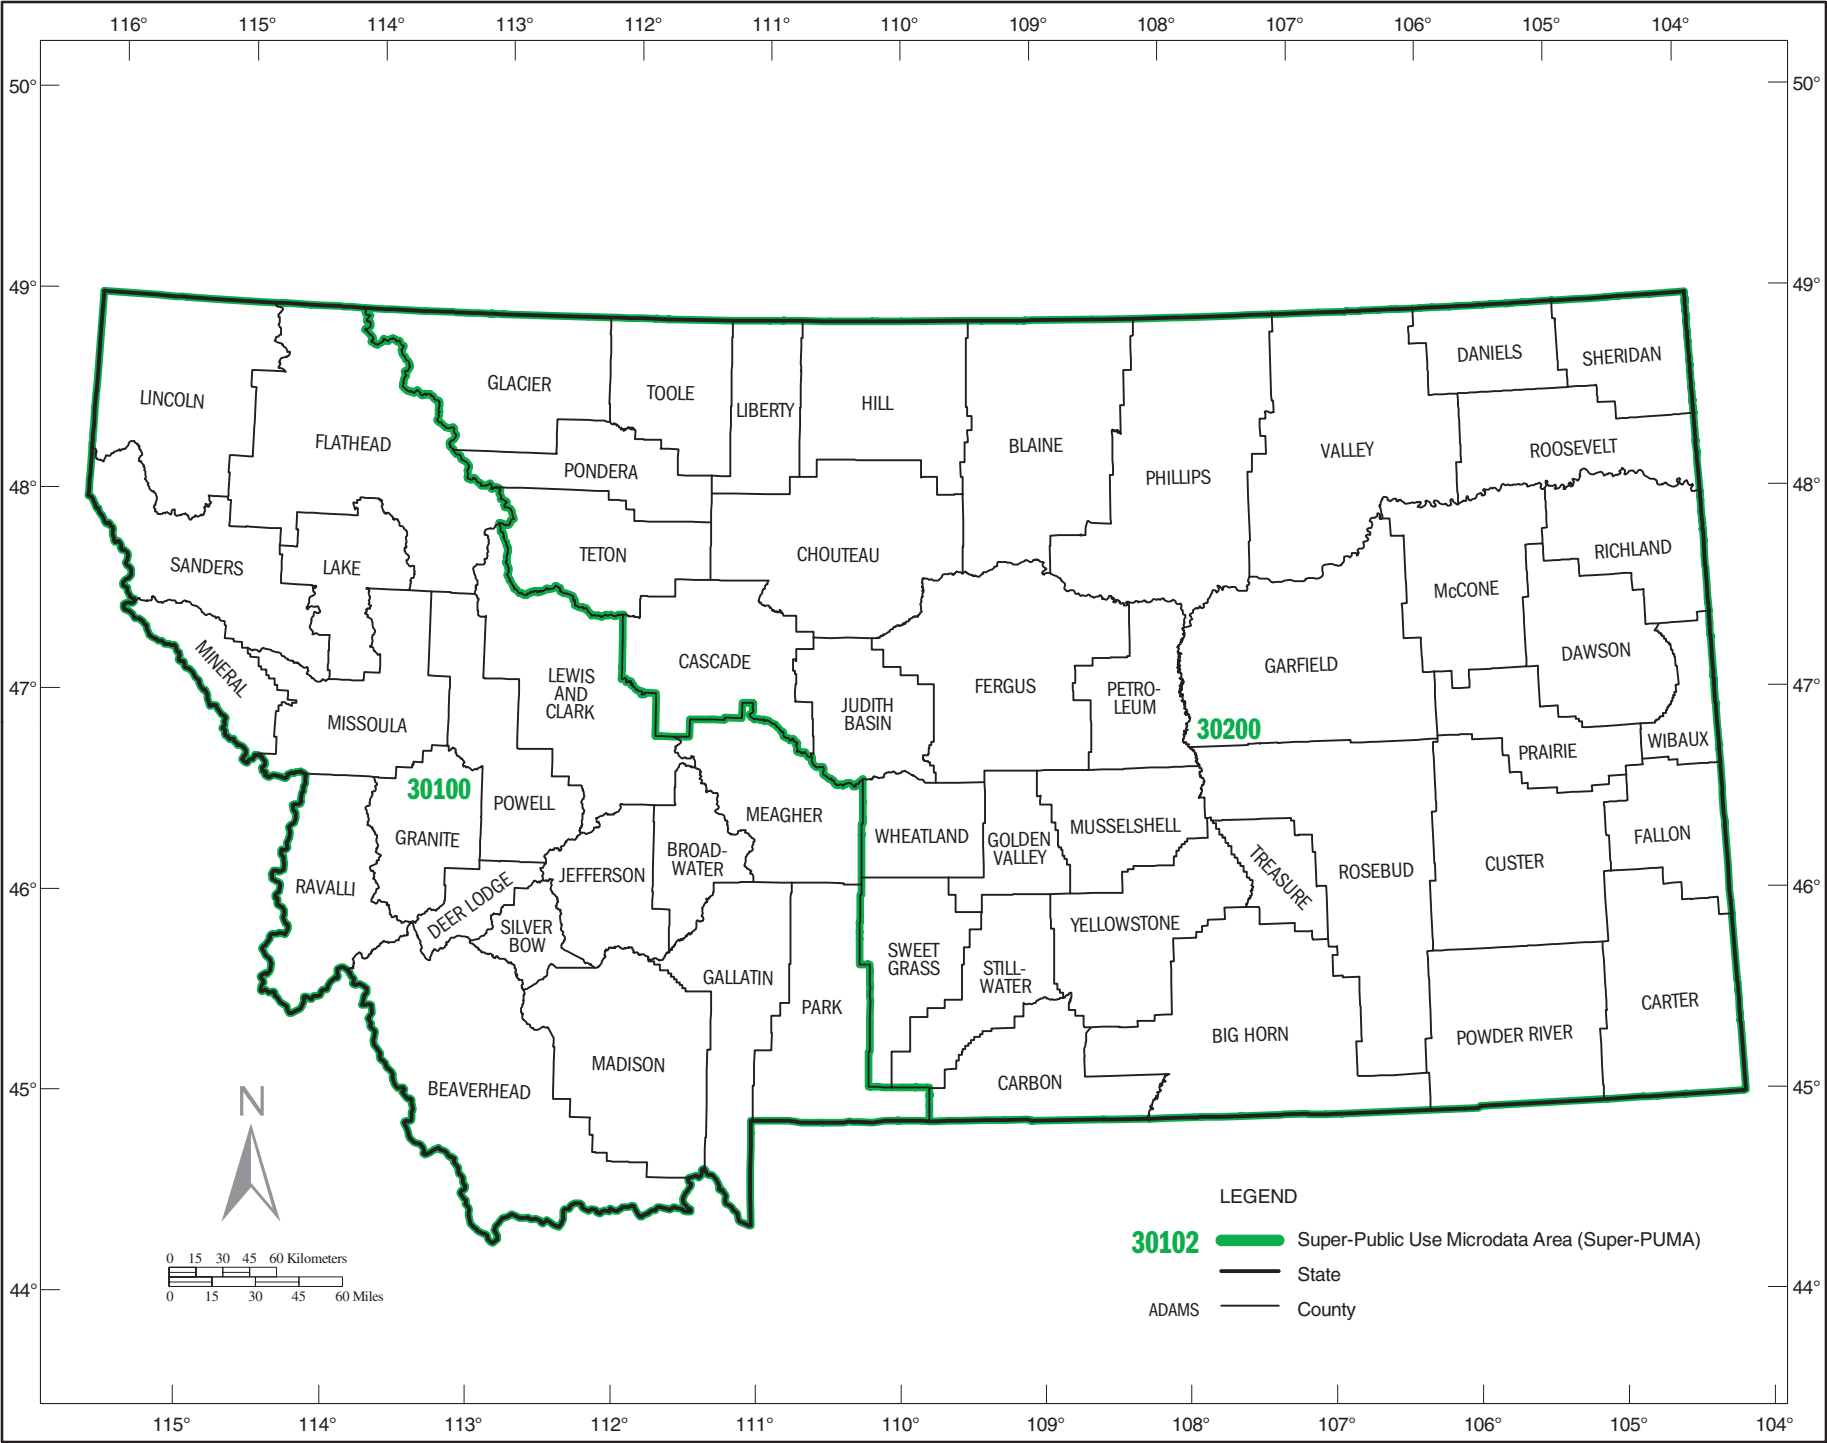 116° 115° 114° 113° 112° 111° 110° 109° 108° 107° 106° 105° 104°
50° 50°
49° 49°
DANIELS SHERIDAN
LINCOLN GLACIER TOOLE LIBERTY HILL
FLATHEAD BLAINE VALLEY ROOSEVELT
PONDERA PHILLIPS
48° 48°
SANDERS LAKE TETON CHOUTEAU RICHLAND
McCONE
MINERAL CASCADE GARFIELD DAWSON
47° 47°
LEWIS
AND
CLARK
FERGUS
PETRO-
LEUM
JUDITH
BASIN
MISSOULA 30200
PRAIRIE WIBAUX
30100 POWELL
MEAGHER
GRANITE WHEATLAND
GOLDEN
VALLEY
MUSSELSHELL FALLON
BROAD-
WATER
46° 46°
RAVALLI JEFFERSON TREASURE ROSEBUD CUSTER
DEER LODGE
SILVER
BOW
YELLOWSTONE
SWEET
GRASS
STILL-
WATER
GALLATIN
PARK CARTER
BIG HORN POWDER RIVER
MADISON
BEAVERHEAD CARBON
45° 45°
N
LEGEND
30102 Super-Public Use Microdata Area (Super-PUMA)
State
ADAMS County
0 15 30 45 60 Kilometers
0 15 30 45 60 Miles
44° 44°
115° 114° 113° 112° 111° 110° 109° 108° 107° 106° 105° 104°